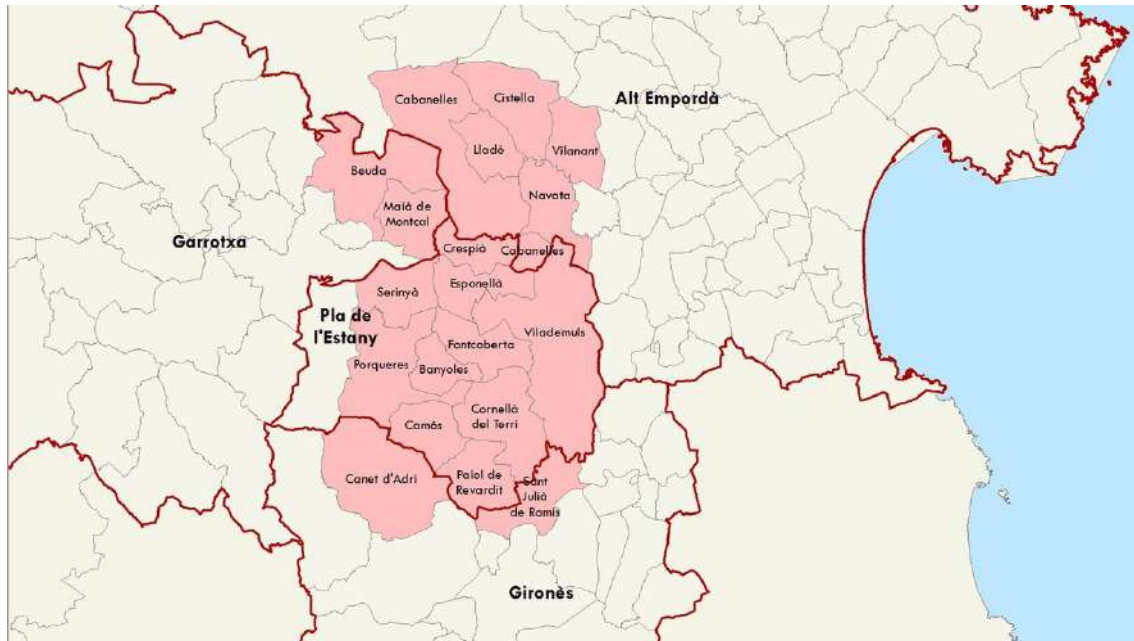 Cabanelles
Cistella
Alt Empordà
Lladó
Vilanant
Beuda
Navata
Maià de
Montcal
Garrotxa
Crespià
Cabanelles
Serinyà
Esponellà
Pla de
l'Estany
Vilademuls
Fontcoberta
Porqueres
Banyoles
Cornellà
del Terri
Camós
Canet d'Adri
Palol de
Revardit
Sant
Julià
de Ramis
Gironès